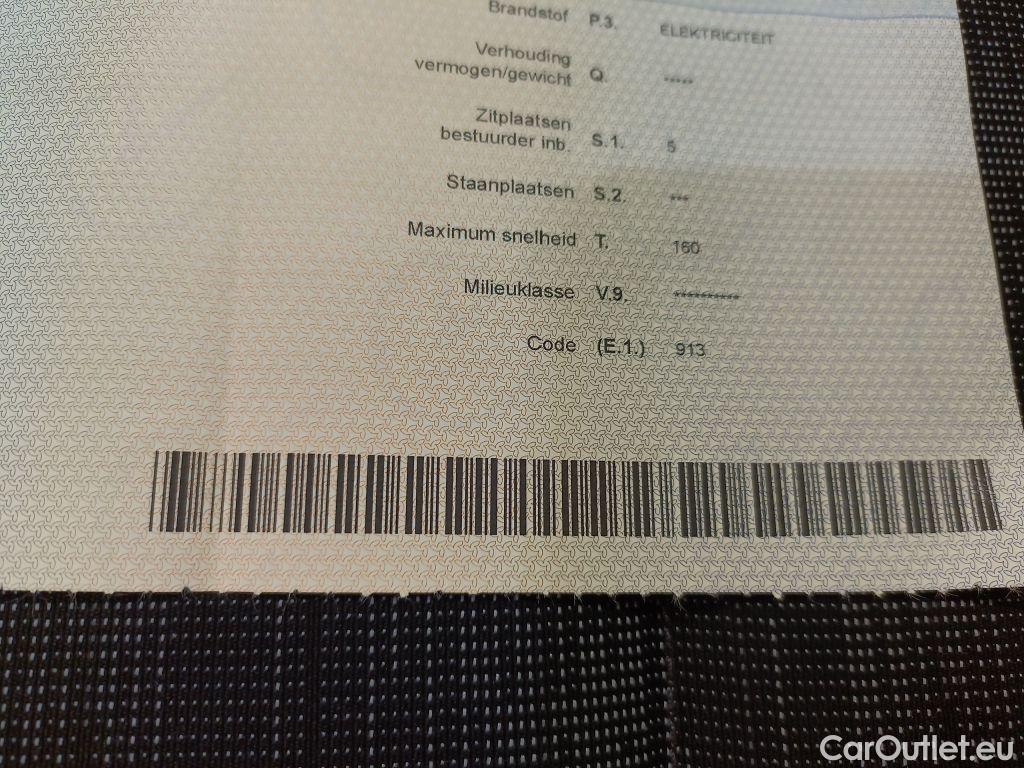 Brandstof P.3. ELEKTRICITEIT
Verhouding
vermogen/gewicht Q. *****
Zitplaatsen
bestuurder inb. S.1. 5
Staanplaatsen S.2. ***
Maximum snelheid T. 160
Milieuklasse V.9. **********
Code (E.1.) 913
CarOutlet.eu